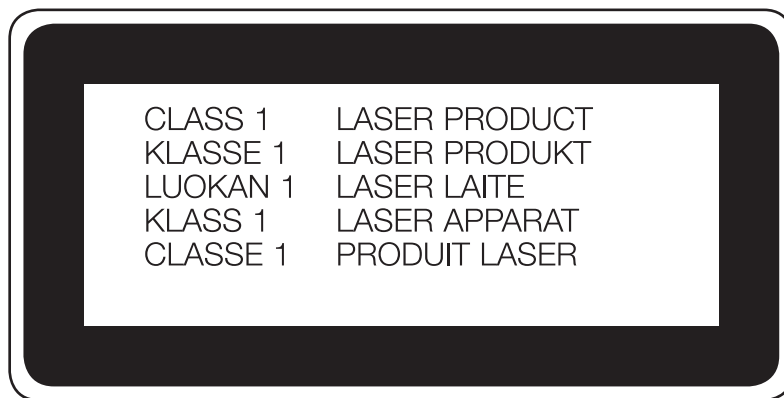 CLASS 1 LASER PRODUCT
KLASSE 1 LASER PRODUKT
LUOKAN 1 LASER LAITE
KLASS 1 LASER APPARAT
CLASSE 1 PRODUIT LASER